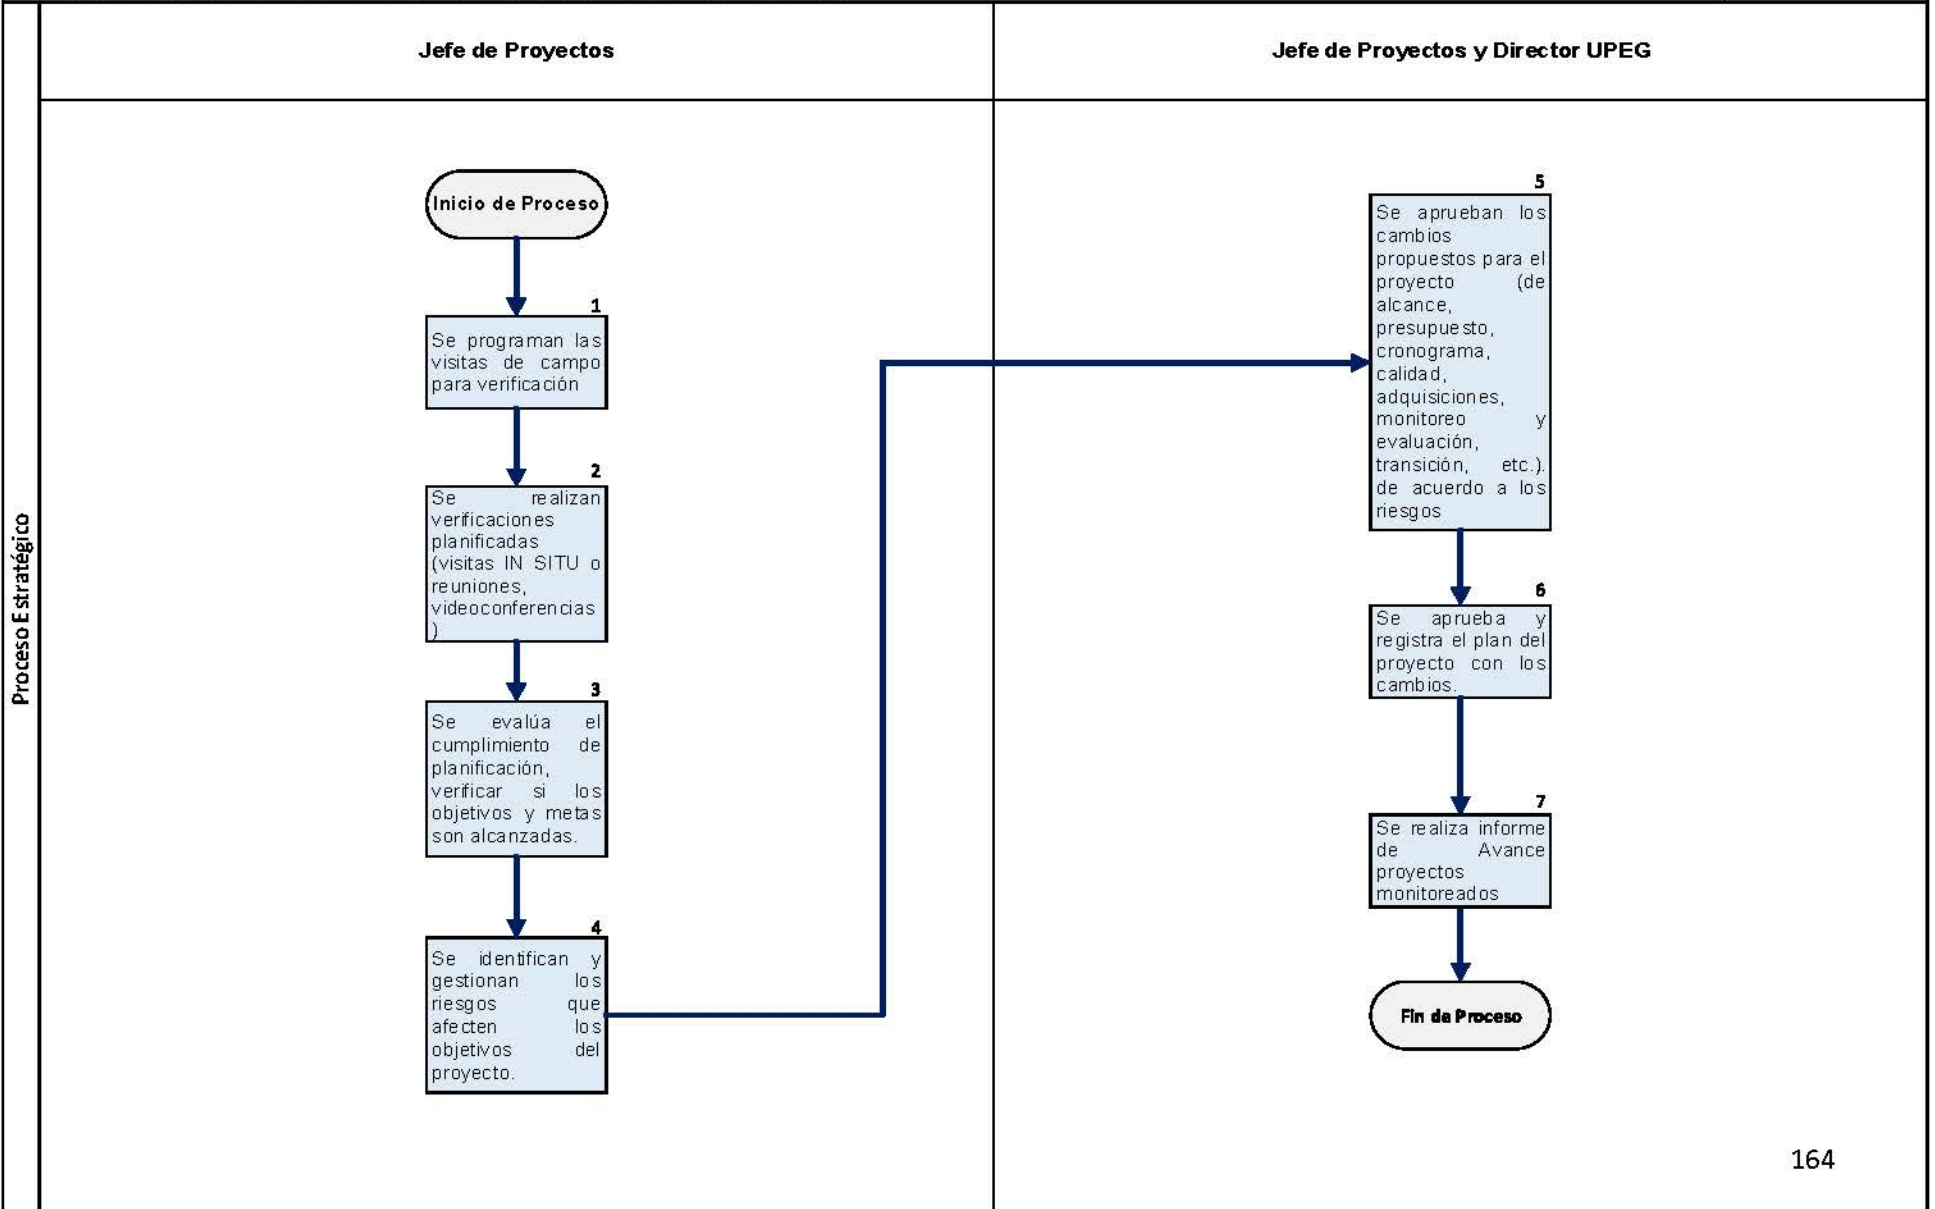 Jefe de Proyectos
Jefe de Proyectos y Director UPEG
Proceso Estratégico
Inicio de Proceso
1
Se programan las
visitas de campo
para verificación
2
Se realizan
verificaciones
planificadas
(visitas IN SITU o
reuniones,
videoconferencias
)
3
Se evalúa el
cumplimiento de
planificación,
verificar si los
objetivos y metas
son alcanzadas.
4
Se identifican y
gestionan los
riesgos que
afecten los
objetivos del
proyecto.
5
Se aprueban los
cambios
propuestos para el
proyecto (de
alcance,
presupuesto,
cronograma,
calidad,
adquisiciones,
monitoreo y
evaluación,
transición, etc.).
de acuerdo a los
riesgos
6
Se aprueba y
registra el plan del
proyecto con los
cambios.
7
Se realiza informe
de Avance
proyectos
monitoreados
Fin de Proceso
164